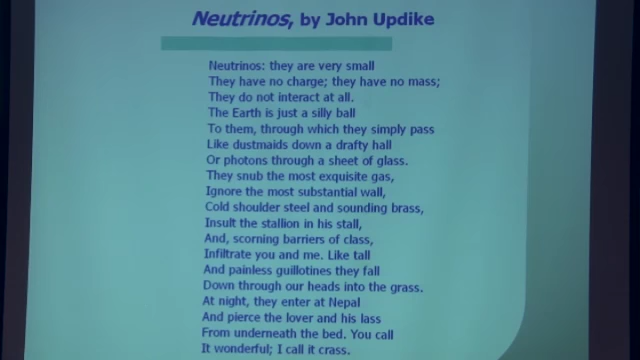 Neutrinos, by John Updike
Neutrinos: they are very small
They have no charge; they have no mass;
They do not interact at all.
The Earth is just a silly ball
To them, through which they simply pass
Like dustmaids down a drafty hall
Or photons through a sheet of glass.
They snub the most exquisite gas,
Ignore the most substantial wall,
Cold shoulder steel and sounding brass,
Insult the stallion in his stall,
And, scorning barriers of class,
Infiltrate you and me. Like tall
And painless guillotines they fall
Down through our heads into the grass.
At night, they enter at Nepal
And pierce the lover and his lass
From underneath the bed. You call
It wonderful; I call it crass.